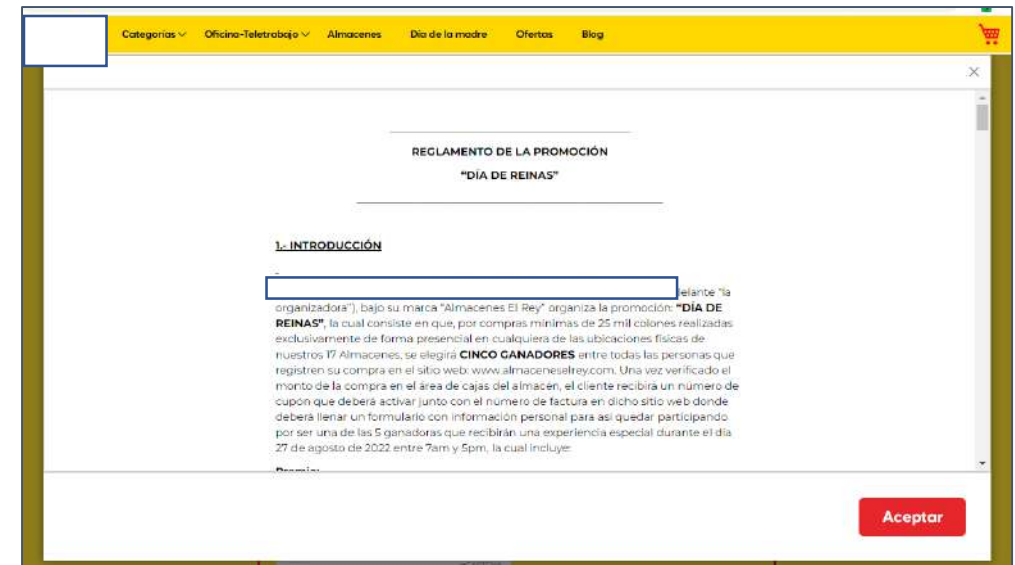 Categorías Oficina-Teletrabajo Almacenes Día de la madre Ofertas Blog
REGLAMENTO DE LA PROMOCIÓN
“DÍA DE REINAS”
1.- INTRODUCCIÓN
elante “la
organizadora”), bajo su marca “Almacenes El Rey” organiza la promoción: “DÍA DE
REINAS”, la cual consiste en que, por compras mínimas de 25 mil colones realizadas
exclusivamente de forma presencial en cualquiera de las ubicaciones físicas de
nuestros 17 Almacenes, se elegirá CINCO GANADORES entre todas las personas que
registren su compra en el sitio web: www.almaceneselrey.com. Una vez verificado el
monto de la compra en el área de cajas del almacén, el cliente recibirá un número de
cupón que deberá activar junto con el número de factura en dicho sitio web donde
deberá llenar un formulario con información personal para así quedar participando
por ser una de las 5 ganadoras que recibirán una experiencia especial durante el día
27 de agosto de 2022 entre 7am y 5pm, la cual incluye:
Aceptar